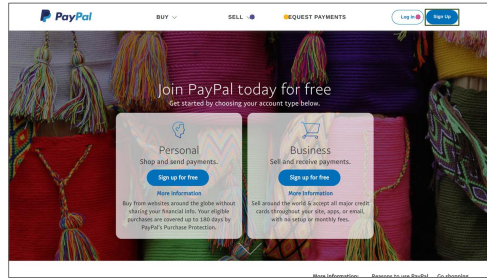 PayPal
BUY
SELL
EQUEST PAYMENTS
Log In
Sign Up
Join PayPal today for free
Get started by choosing your account type below.
Personal
Shop and send payments.
Sign up for free
More Information
Buy from websites around the globe without
sharing your financial info. Your eligible
purchases are covered up to 180 days by
PayPal's Purchase Protection.
Business
Sell and receive payments.
Sign up for free
More Information
Sell around the world & accept all major credit
cards throughout your site, apps, or email,
with no setup or monthly fees.
More information:
Reasons to use PayPal
Go shopping